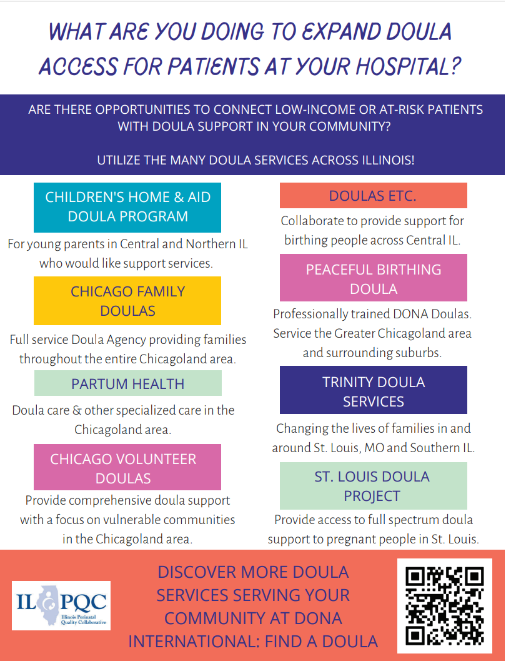 WHAT ARE YOU DOING TO EXPAND DOULA
ACCESS FOR PATIENTS AT YOUR HOSPITAL?
ARE THERE OPPORTUNITIES TO CONNECT LOW-INCOME OR AT-RISK PATIENTS
WITH DOULA SUPPORT IN YOUR COMMUNITY?
UTILIZE THE MANY DOULA SERVICES ACROSS ILLINOIS!
CHILDREN'S HOME & AID
DOULA PROGRAM
For young parents in Central and Northern IL
who would like support services.
CHICAGO FAMILY
DOULAS
Full service Doula Agency providing families
throughout the entire Chicagoland area.
PARTUM HEALTH
Doula care & other specialized care in the
Chicagoland area.
CHICAGO VOLUNTEER
DOULAS
Provide comprehensive doula support
with a focus on vulnerable communities
in the Chicagoland area.
DOULAS ETC.
Collaborate to provide support for
birthing people across Central IL.
PEACEFUL BIRTHING
DOULA
Professionally trained DONA Doulas.
Service the Greater Chicagoland area
and surrounding suburbs.
TRINITY DOULA
SERVICES
Changing the lives of families in and
around St. Louis, MO and Southern IL.
ST. LOUIS DOULA
PROJECT
Provide access to full spectrum doula
support to pregnant people in St. Louis.
IL PQC
Illinois Perinatal
Quality Collaborative
DISCOVER MORE DOULA
SERVICES SERVING YOUR
COMMUNITY AT DONA
INTERNATIONAL: FIND A DOULA